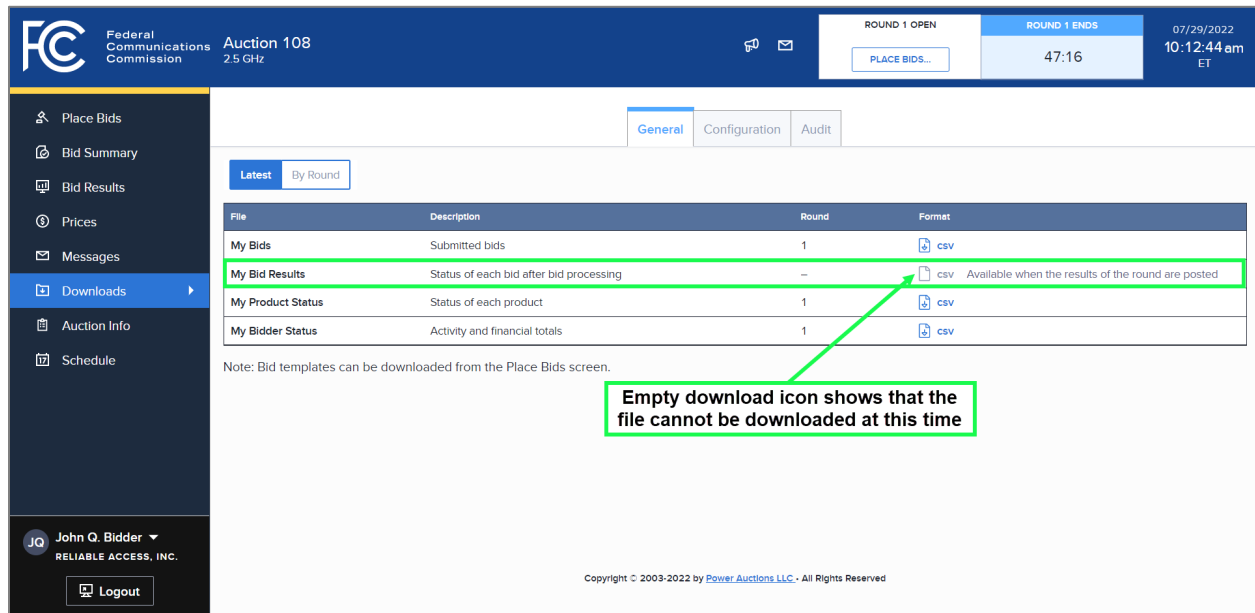 FCC
Federal
Communications
Commission
Auction 108
2.5 GHz
ROUND 1 OPEN
PLACE BIDS...
ROUND 1 ENDS
47:16
07/29/2022
10:12:44 am
ET
Place Bids
Bid Summary
Bid Results
Prices
Messages
Downloads
Auction Info
Schedule
General Configuration Audit
Latest By Round
File Description Round Format
My Bids Submitted bids 1 csv
My Bid Results Status of each bid after bid processing – csv Available when the results of the round are posted
My Product Status Status of each product 1 csv
My Bidder Status Activity and financial totals 1 csv
Note: Bid templates can be downloaded from the Place Bids screen.
Empty download icon shows that the
file cannot be downloaded at this time
JQ John Q. Bidder
RELIABLE ACCESS, INC.
Logout
Copyright © 2003-2022 by Power Auctions LLC - All Rights Reserved